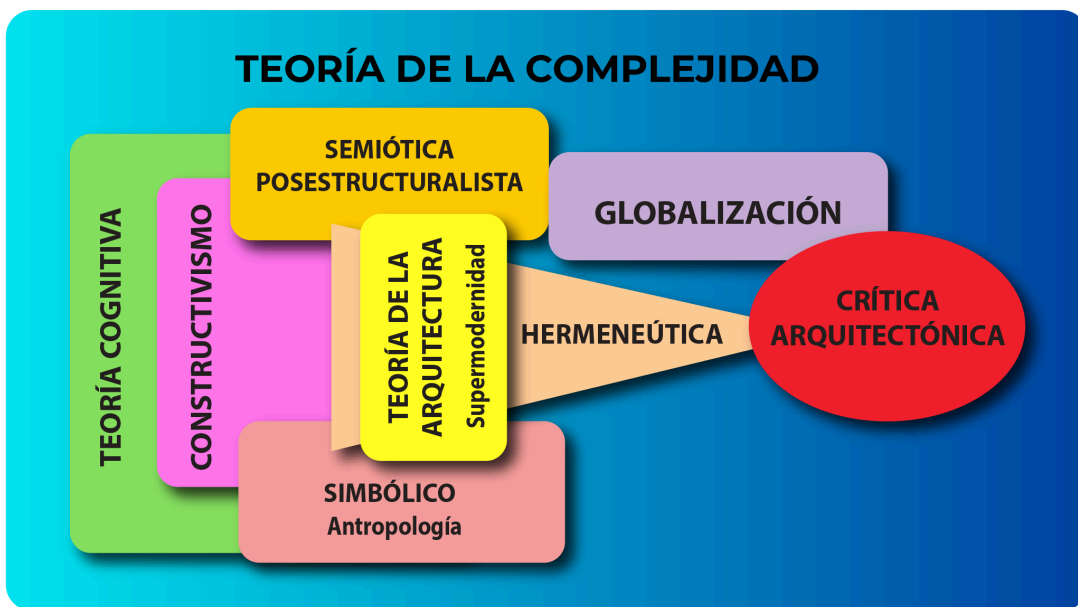 TEORÍA DE LA COMPLEJIDAD
TEORÍA COGNITIVA
CONSTRUCTIVISMO
SEMIÓTICA
POSESTRUCTURALISTA
TEORÍA DE LA
ARQUITECTURA
Supermodernidad
SIMBÓLICO
Antropología
HERMENEÚTICA
GLOBALIZACIÓN
CRÍTICA
ARQUITECTÓNICA